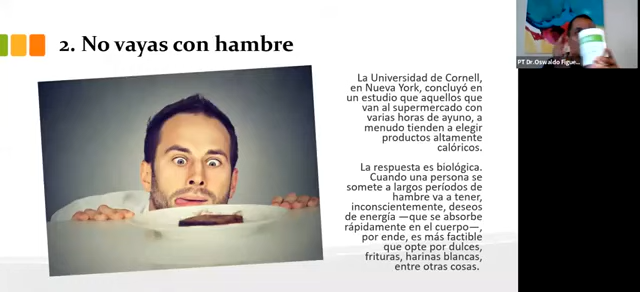 2. No vayas con hambre
La Universidad de Cornell,
en Nueva York, concluyó en
un estudio que aquellos que
van al supermercado con
varias horas de ayuno, a
menudo tienden a elegir
productos altamente
calóricos.
La respuesta es biológica.
Cuando una persona se
somete a largos períodos de
hambre va a tener,
inconscientemente, deseos
de energía —que se absorbe
rápidamente en el cuerpo—,
por ende, es más factible
que opte por dulces,
frituras, harinas blancas,
entre otras cosas.
PT Dr.Oswaldo Figue...